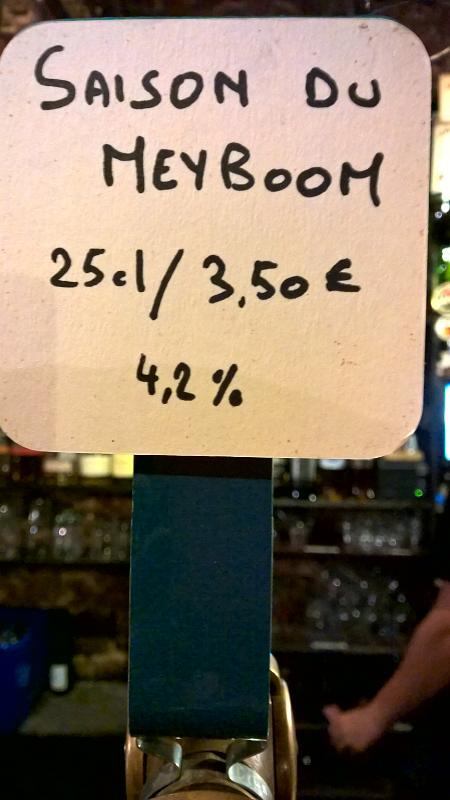 SAISON DU
MEYBOOM
25cl/3,50€
4,2%